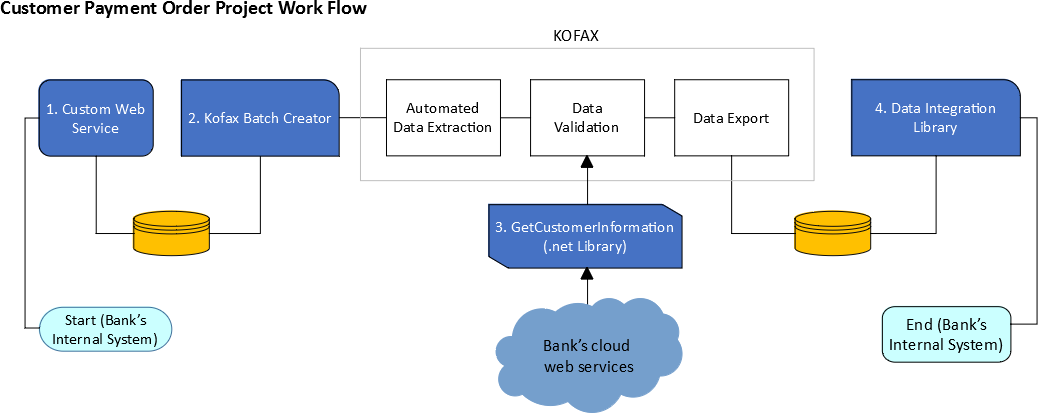 Customer Payment Order Project Work Flow
KOFAX
1. Custom Web
Service
2. Kofax Batch Creator
Automated
Data Extraction
Data
Validation
Data Export
4. Data Integration
Library
3. GetCustomerInformation
(.net Library)
Start (Bank’s
Internal System)
Bank’s cloud
web services
End (Bank’s
Internal System)